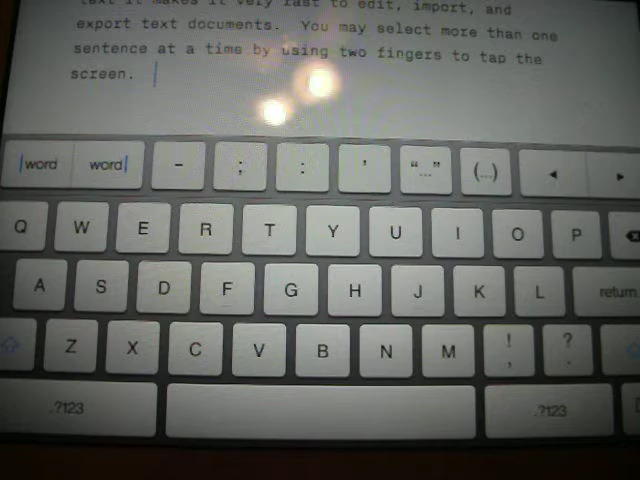 text it makes it very fast to edit, import, and
export text documents. You may select more than one
sentence at a time by using two fingers to tap the
screen.
word word - ; : ' “...” (...)
Q W E R T Y U I O P
A S D F G H J K L return
Z X C V B N M ! , ? .
.?123 .?123